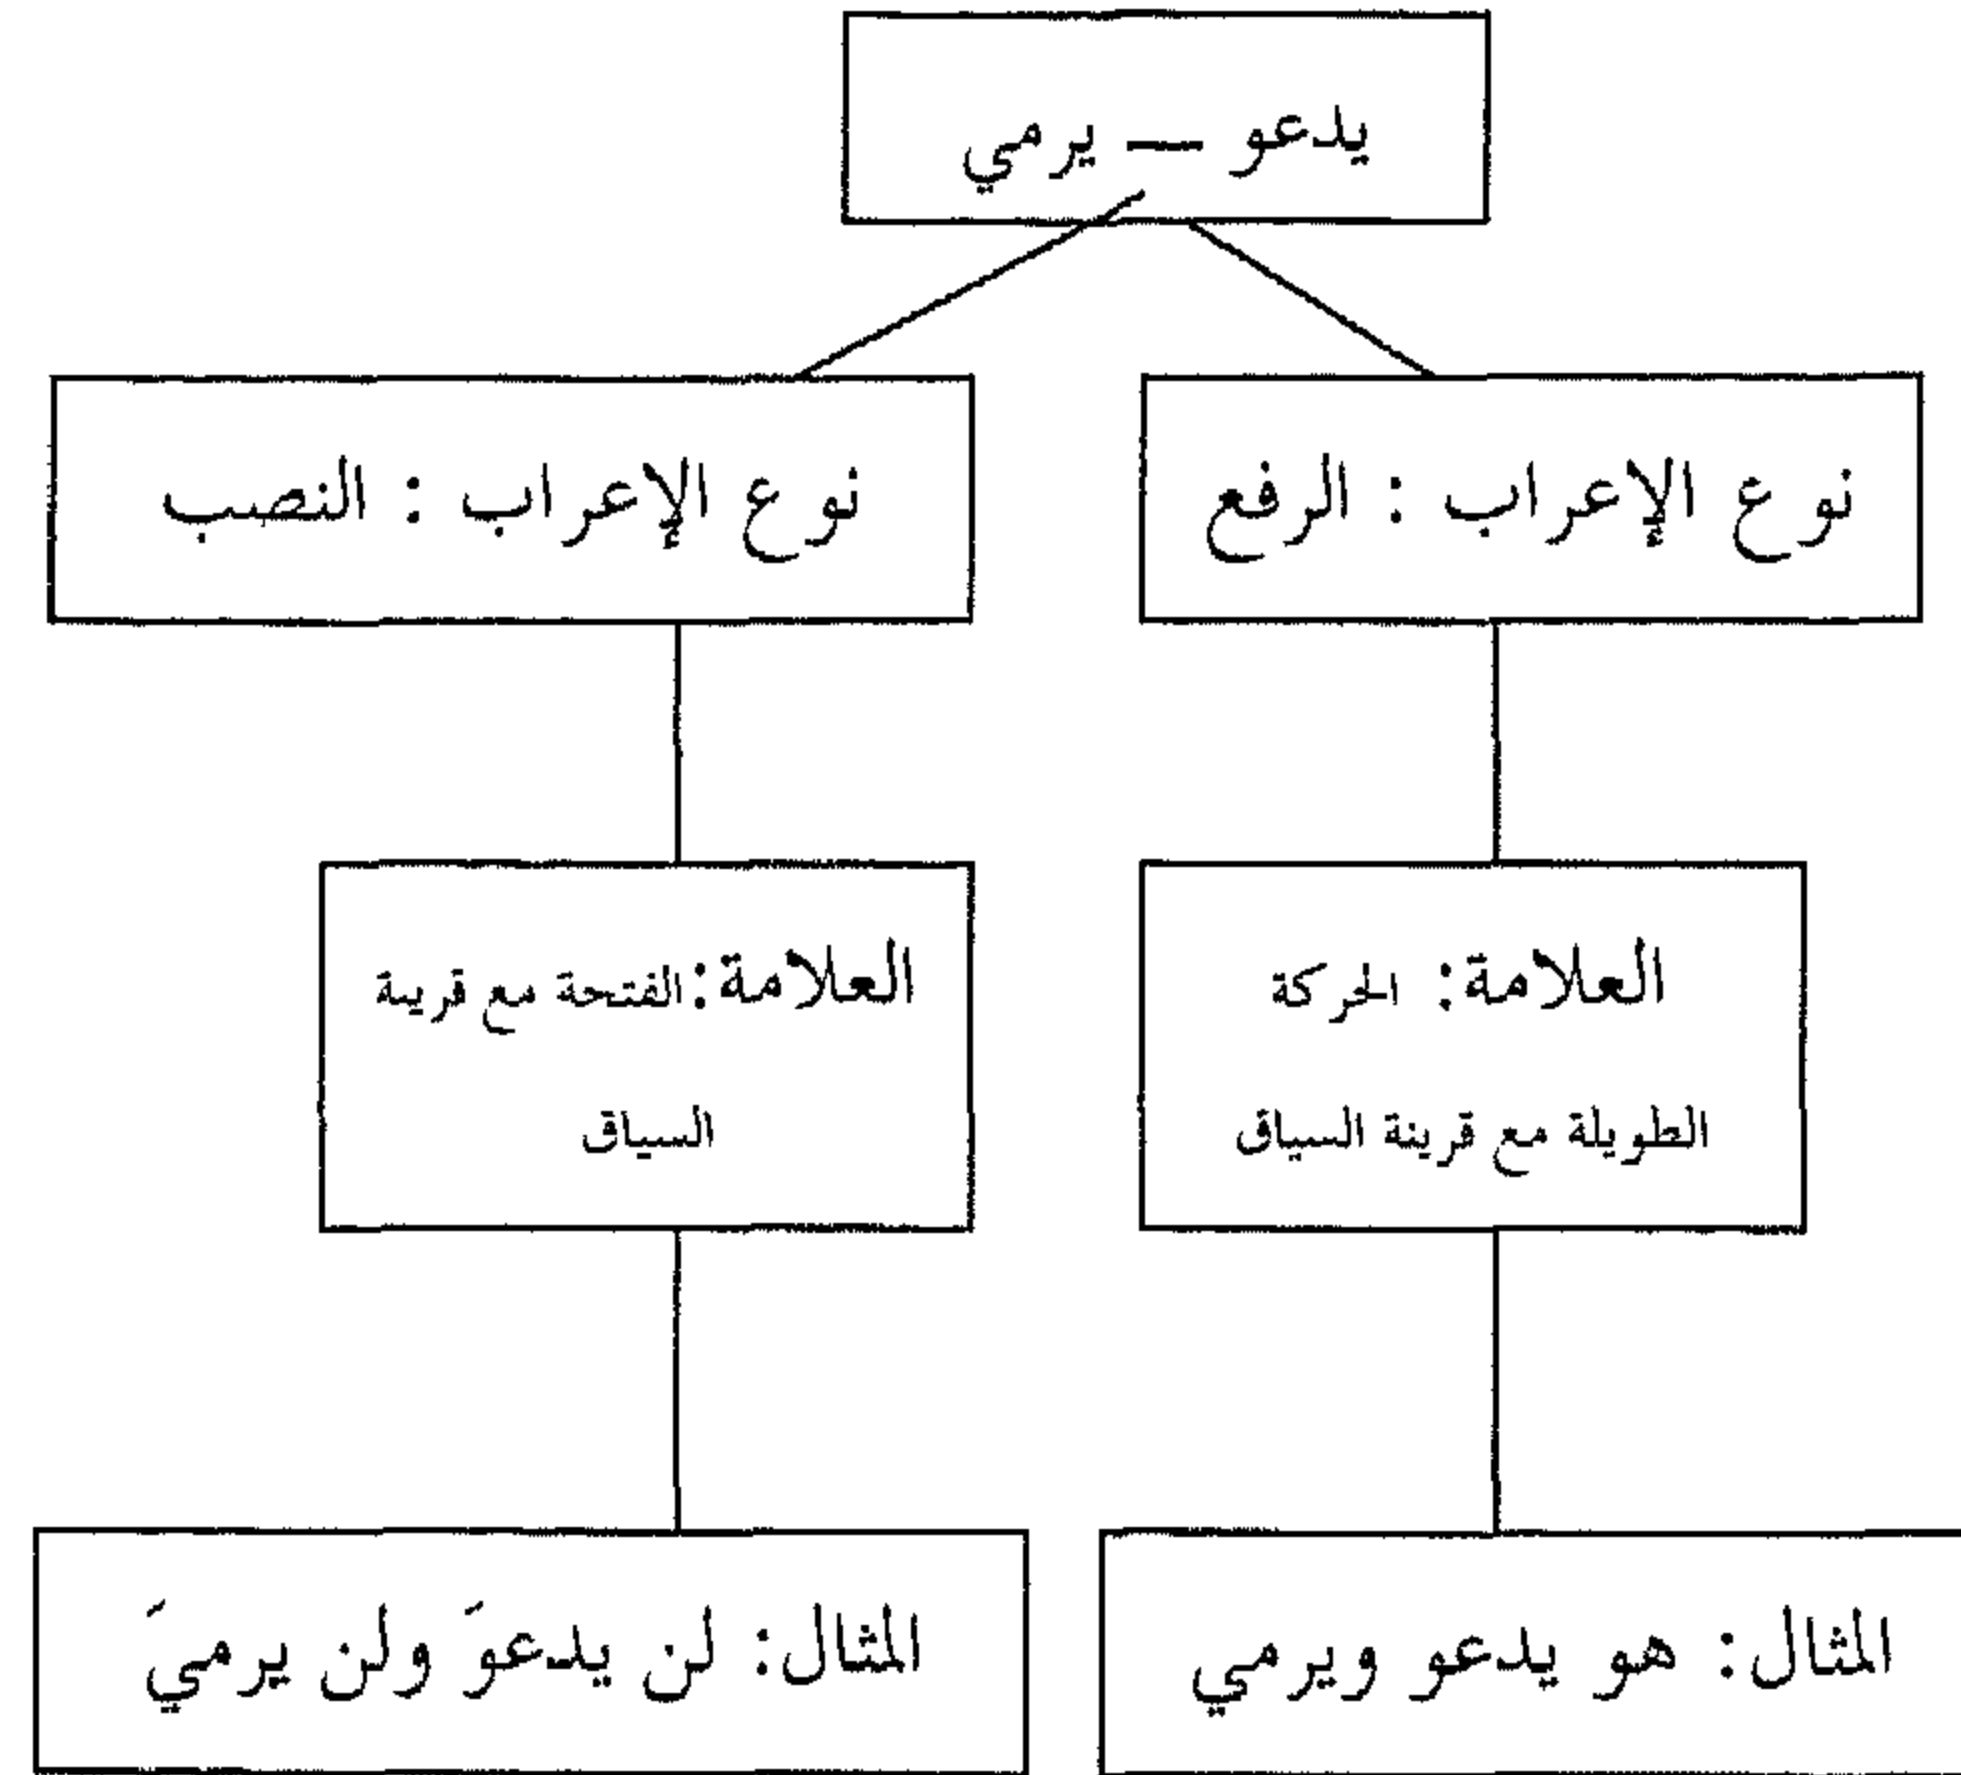 يدعو — يرمي
نوع الإعراب : الرفع
نوع الإعراب : النصب
العلامة: الحركة
الطويلة مع قرينة السياق
العلامة: الفتحة مع قرينة
السياق
المثال: هو يدعو ويرمي
المثال: لن يدعوَ ولن يرميَ